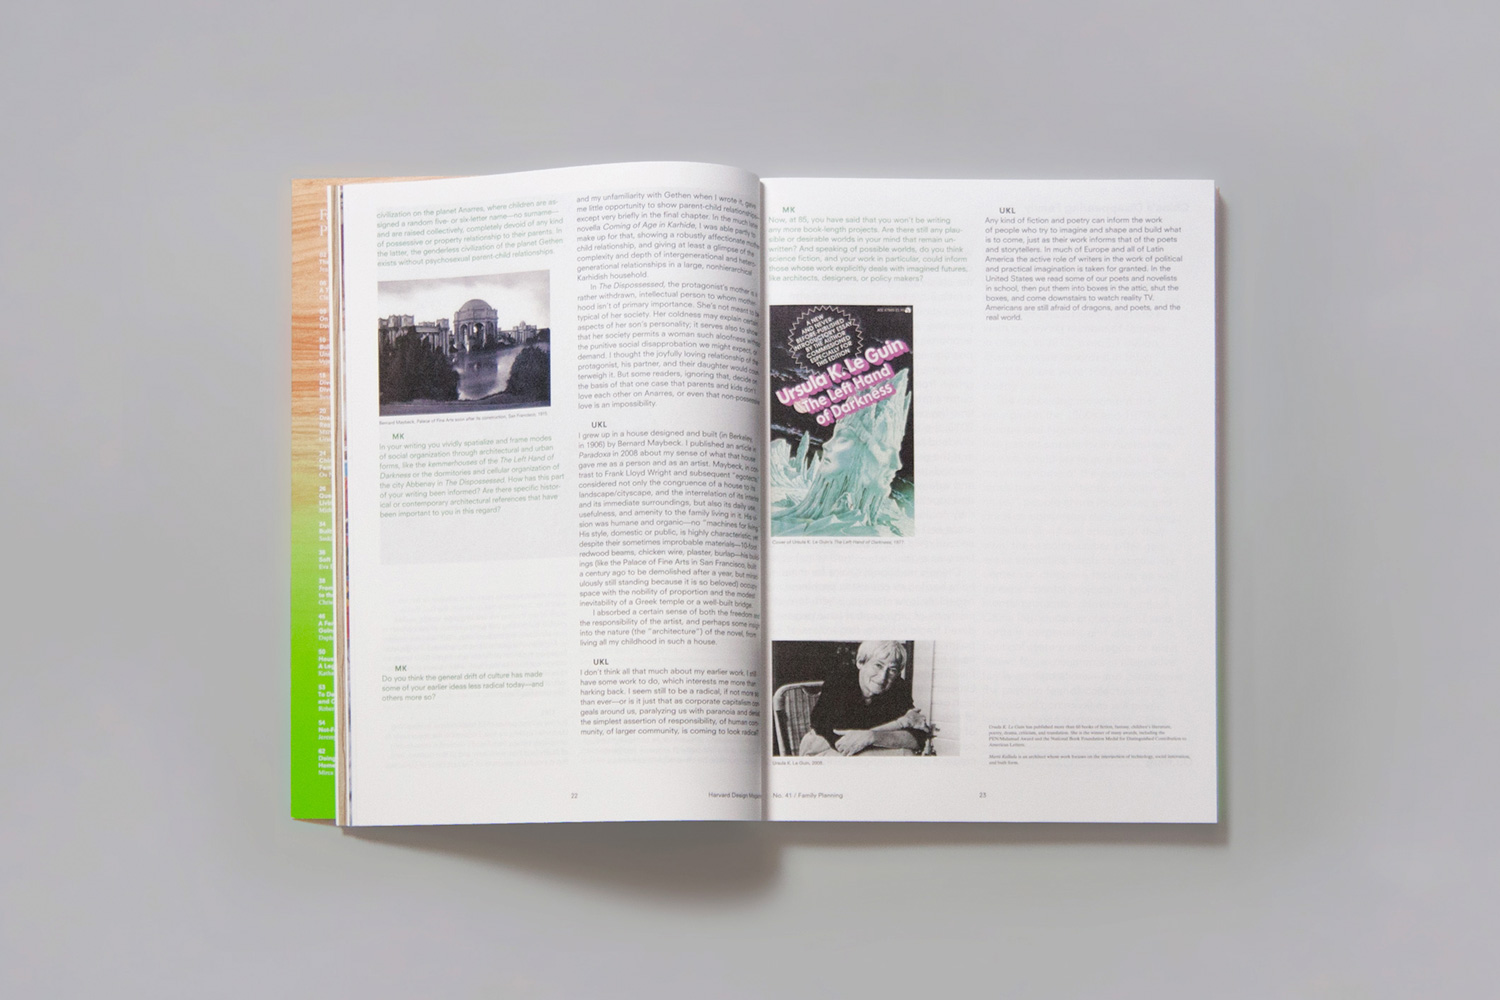 civilization on the planet Anarres, where children are as-
signed a random five- or six-letter name—no surname—
and are raised collectively, completely devoid of any kind
of possessive or property relationship to their parents. In
the latter, the genderless civilization of the planet Gethen
exists without psychosexual parent-child relationships.
Bernard Maybeck, Palace of Fine Arts soon after its construction, San Francisco,
MK
In your writing you vividly spatialize and frame modes
of social organization through architectural and urban
forms, like the kemmerhouses of the The Left Hand of
Darkness or the dormitories and cellular organization of
the city Abbenay in The Dispossessed. How has this part
of your writing been informed? Are there specific histor-
ical or contemporary architectural references that have
been important to you in this regard?
MK
Do you think the general drift of culture has made
some of your earlier ideas less radical today—and
others more so?
and my unfamiliarity with Gethen when I wrote it, gave
me little opportunity to show parent-child relationships,
except very briefly in the final chapter. In the much later
novella Coming of Age in Karhide, I was able partly to
make up for that, showing a robustly affectionate
child relationship, and giving at least a glimpse of the
complexity and depth of intergenerational and
generational relationships in a large, nonhierarchical
Karhidish household.
In The Dispossessed, the protagonist's mother is a
rather withdrawn, intellectual person to whom mother-
hood isn't of primary importance. She's not meant to be
typical of her society. Her coldness may explain certain
aspects of her son's personality; it serves also to show
that her society permits a woman such aloofness without
the punitive social disapprobation we might expect, or
demand. I thought the joyfully loving relationship of the
protagonist, his partner, and their daughter would coun-
terweigh it. But some readers, ignoring that, decide on
the basis of that one case that parents and kids don't
love each other on Anarres, or even that non-possessive
love is an impossibility.
UKL
I grew up in a house designed and built (in Berkeley,
in 1906) by Bernard Maybeck. I published an article in
Paradoxa in 2008 about my sense of what that house
gave me as a person and as an artist. Maybeck, in con-
trast to Frank Lloyd Wright and subsequent "egotects,"
considered not only the congruence of a house to its
landscape/cityscape, and the interrelation of its interior
and its immediate surroundings, but also its daily use,
usefulness, and amenity to the family living in it. His vi-
sion was humane and organic—no "machines for living."
His style, domestic or public, is highly characteristic, yet
despite their sometimes improbable materials—10-foot
redwood beams, chicken wire, plaster, burlap—his build-
ings (like the Palace of Fine Arts in San Francisco, built
a century ago to be demolished after a year, but mirac-
ulously still standing because it is so beloved) occupy
space with the nobility of proportion and the modest
inevitability of a Greek temple or a well-built bridge.
I absorbed a certain sense of both the freedom and
the responsibility of the artist, and perhaps some insight
into the nature (the "architecture") of the novel, from
living all my childhood in such a house.
UKL
I don't think all that much about my earlier work. I still
have some work to do, which interests me more than
harking back. I seem still to be a radical, if not more so
than ever—or is it just that as corporate capitalism con-
geals around us, paralyzing us with paranoia and
the simplest assertion of responsibility, of human com-
munity, of larger community, is coming to look radical?
22
Harvard Design Magazine
MK
Now, at 85, you have said that you won't be writing
any more book-length projects. Are there still any plau-
sible or desirable worlds in your mind that remain un-
written? And speaking of possible worlds, do you think
science fiction, and your work in particular, could inform
those whose work explicitly deals with imagined futures,
like architects, designers, or policy makers?
A NEW
AND NEVER-
BEFORE-PUBLISHED
INTRODUCTORY ESSAY
BY THE AUTHOR
COMMISSIONED
ESPECIALLY FOR
THIS EDITION
Ursula K. Le Guin
The Left Hand
of Darkness
Cover of Ursula K. Le Guin's The Left Hand of Darkness,
Ursula K. Le Guin,
No. 41 / Family Planning
UKL
Any kind of fiction and poetry can inform the work
of people who try to imagine and shape and build what
is to come, just as their work informs that of the poets
and storytellers. In much of Europe and all of Latin
America the active role of writers in the work of political
and practical imagination is taken for granted. In the
United States we read some of our poets and novelists
in school, then put them into boxes in the attic, shut the
boxes, and come downstairs to watch reality TV.
Americans are still afraid of dragons, and poets, and the
real world.
Ursula K. Le Guin has published more than 60 books of fiction, fantasy, children's literature,
poetry, drama, criticism, and translation. She is the winner of many awards, including the
PEN/Malamud Award and the National Book Foundation Medal for Distinguished Contribution to
American Letters.
is an architect whose work focuses on the intersection of technology, social innovation,
and built form.
23